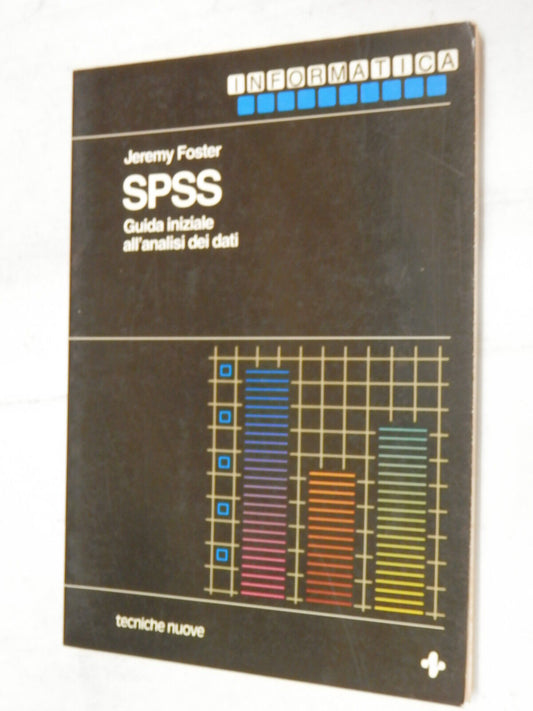 INFORMATICA
Jeremy Foster
SPSS
Guida iniziale
all'analisi dei dati
tecniche nuove